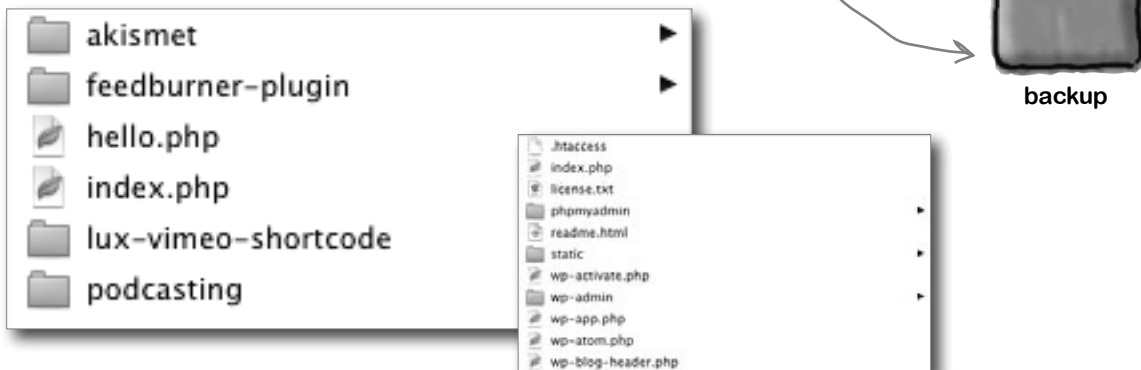 akismet
feedburner-plugin
hello.php
index.php
lux-vimeo-shortcode
podcasting
backup
.htaccess
index.php
license.txt
phpmyadmin
readme.html
static
wp-activate.php
wp-admin
wp-app.php
wp-atom.php
wp-blog-header.php